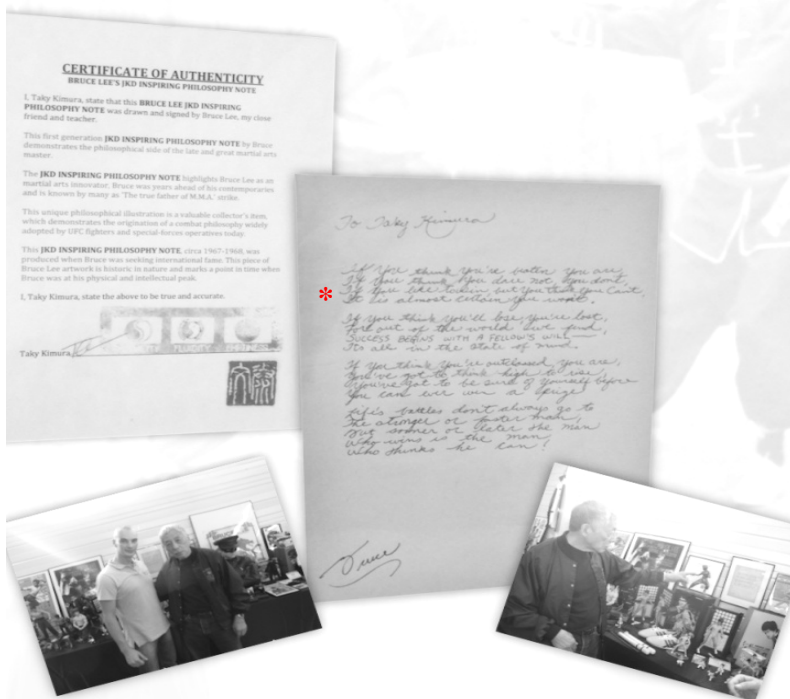 CERTIFICATE OF AUTHENTICITY
BRUCE LEE'S JKD INSPIRING PHILOSOPHY NOTE
I, Taky Kimura, state that this BRUCE LEE JKD INSPIRING
PHILOSOPHY NOTE was drawn and signed by Bruce Lee, my close
friend and teacher.
This first generation JKD INSPIRING PHILOSOPHY NOTE by Bruce
demonstrates the philosophical side of the late and great martial arts
master.
The JKD INSPIRING PHILOSOPHY NOTE highlights Bruce Lee as an
martial arts innovator. Bruce was years ahead of his contemporaries
and is known by many as 'The true father of M.M.A.' strike.
This unique philosophical illustration is a valuable collector's item,
which demonstrates the origination of a combat philosophy widely
adopted by UFC fighters and special-forces operatives today.
This JKD INSPIRING PHILOSOPHY NOTE, circa 1967-1968, was
produced when Bruce was seeking international fame. This piece of
Bruce Lee artwork is historic in nature and marks a point in time when
Bruce was at his physical and intellectual peak.
I, Taky Kimura, state the above to be true and accurate.
Taky Kimura
To Taky Kimura
If you think you're beaten you are,
If you think you dare not, you don't,
If you like to win but you think you can't,
It is almost certain you won't.
If you think you'll lose you're lost,
For out of the world we find,
SUCCESS BEGINS WITH A FELLOW'S WILL—
It's all in the state of mind.
If you think you're outclassed you are,
You've got to think high to rise,
You've got to be sure of yourself before
You can ever win a prize.
Life's battles don't always go to
The stronger or faster man,
But sooner or later the man
Who wins is the man,
Who thinks he can!
Bruce